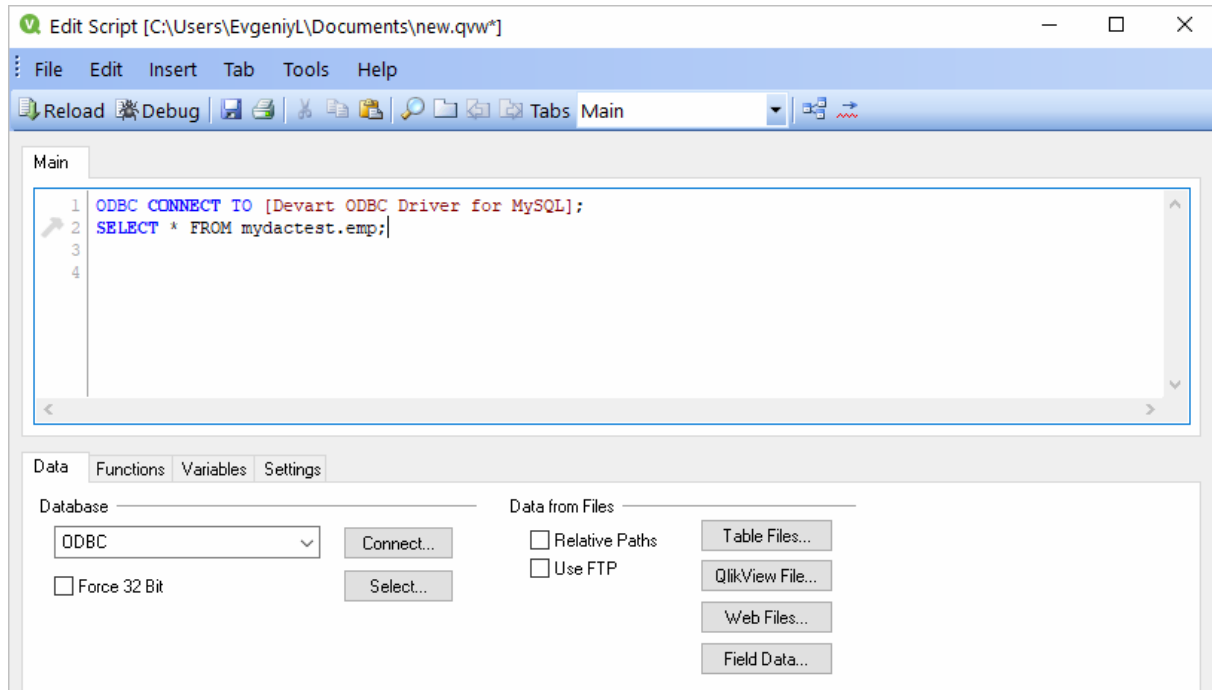 Edit Script [C:\Users\EvgeniyL\Documents\new.qvw*]
File Edit Insert Tab Tools Help
Reload Debug Tabs Main
Main
1 ODBC CONNECT TO [Devart ODBC Driver for MySQL];
2 SELECT * FROM mydactest.emp;
3
4
Data Functions Variables Settings
Database Data from Files
ODBC Connect... Relative Paths Table Files...
Force 32 Bit Select... Use FTP QlikView File...
Web Files...
Field Data...